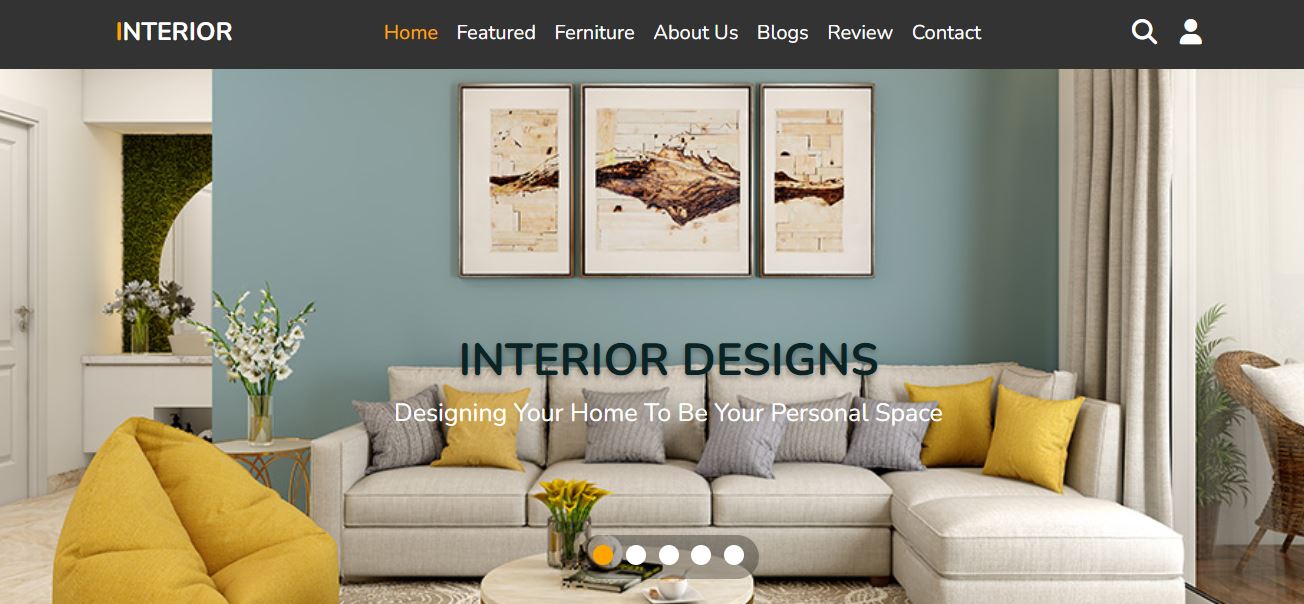 INTERIOR
Home Featured Ferniture About Us Blogs Review Contact
INTERIOR DESIGNS
Designing Your Home To Be Your Personal Space